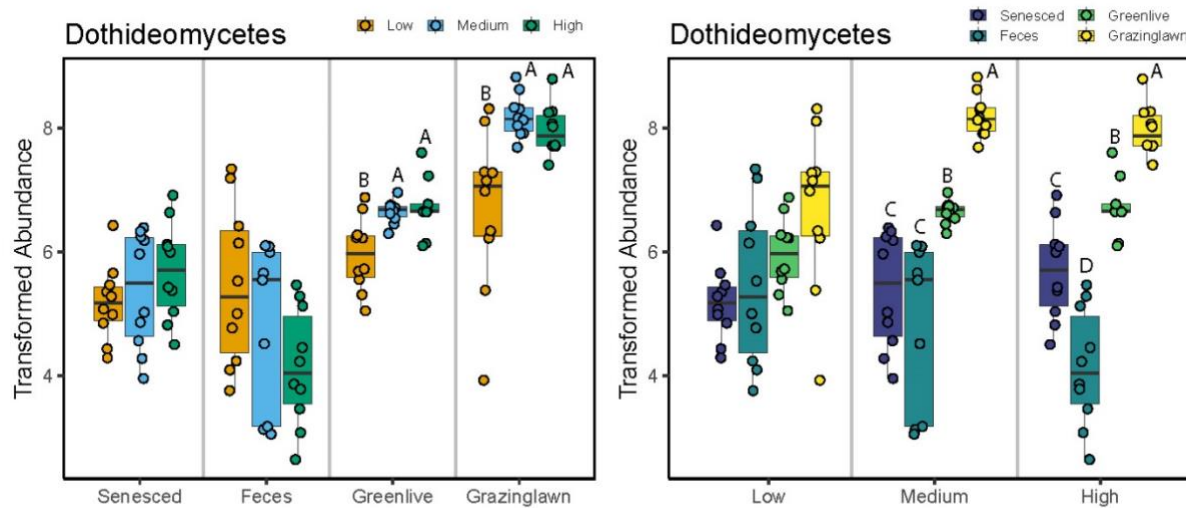 Low Medium High
Dothideomycetes
Transformed Abundance
8
6
4
B
A
A
B
A
A
Senesced Feces Greenlive Grazinglawn
Senesced Greenlive
Feces Grazinglawn
Dothideomycetes
Transformed Abundance
8
6
4
A
B
C
C
A
B
C
D
Low Medium High